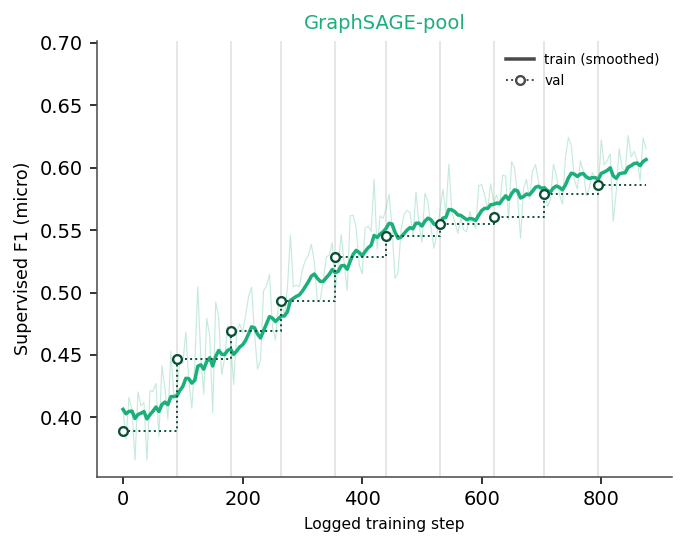 GraphSAGE-pool
train (smoothed)
val
Supervised F1 (micro)
0.70
0.65
0.60
0.55
0.50
0.45
0.40
0 200 400 600 800
Logged training step